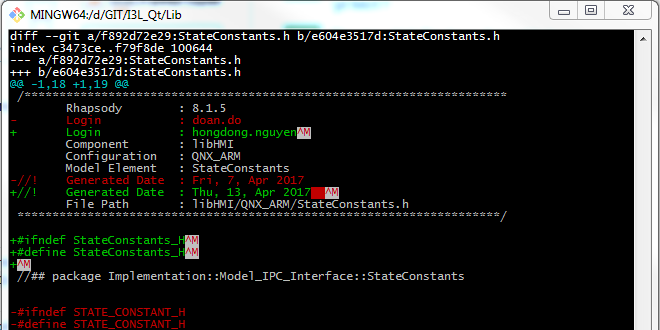 MINGW64:/d/GIT/I3L_Qt/Lib
diff --git a/f892d72e29:StateConstants.h b/e604e3517d:StateConstants.h
index c3473ce..f79f8de 100644
--- a/f892d72e29:StateConstants.h
+++ b/e604e3517d:StateConstants.h
@@ -1,18 +1,19 @@
/*********************************************************************
Rhapsody : 8.1.5
- Login : doan.do
+ Login : hongdong.nguyen^M
Component : libHMI
Configuration : QNX_ARM
Model Element : StateConstants
-//! Generated Date : Fri, 7, Apr 2017
+//! Generated Date : Thu, 13, Apr 2017 ^M
File Path : libHMI/QNX_ARM/StateConstants.h
*********************************************************************/
+#ifndef StateConstants_H^M
+#define StateConstants_H^M
+^M
//## package Implementation::Model_IPC_Interface::StateConstants
-#ifndef STATE_CONSTANT_H
-#define STATE_CONSTANT_H